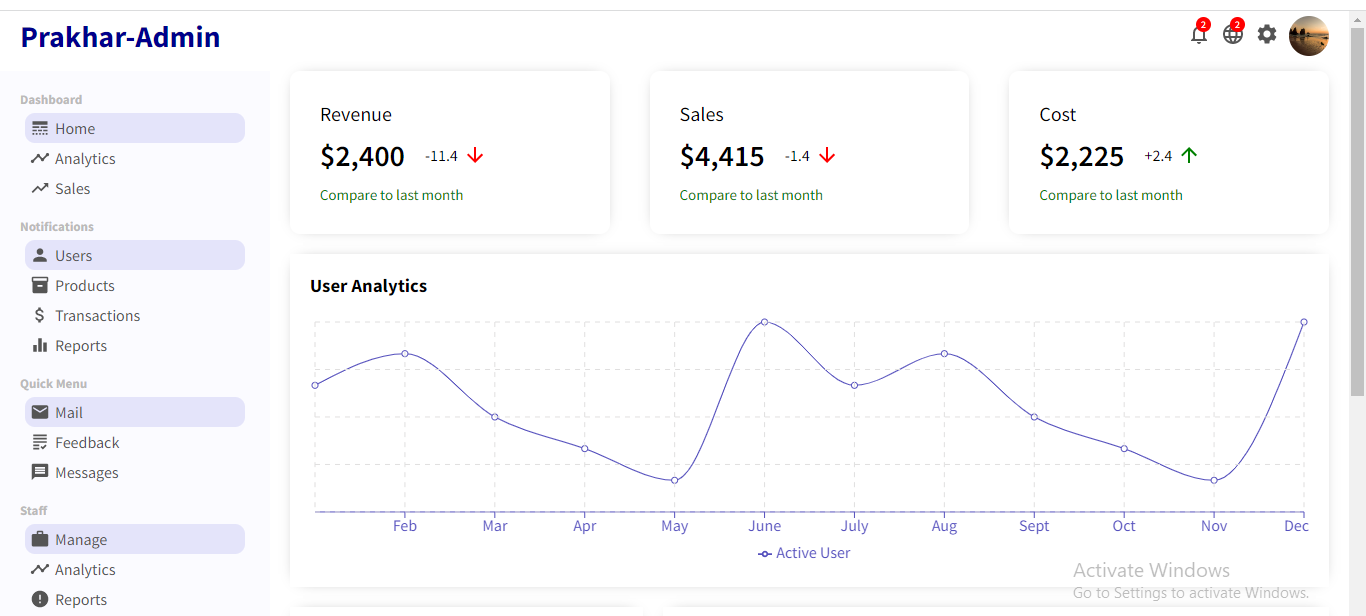 Prakhar-Admin
2
2
Dashboard
Home
Analytics
Sales
Notifications
Users
Products
Transactions
Reports
Quick Menu
Mail
Feedback
Messages
Staff
Manage
Analytics
Reports
Revenue
$2,400 -11.4
Compare to last month
Sales
$4,415 -1.4
Compare to last month
Cost
$2,225 +2.4
Compare to last month
User Analytics
Feb Mar Apr May June July Aug Sept Oct Nov Dec
Active User
Activate Windows
Go to Settings to activate Windows.